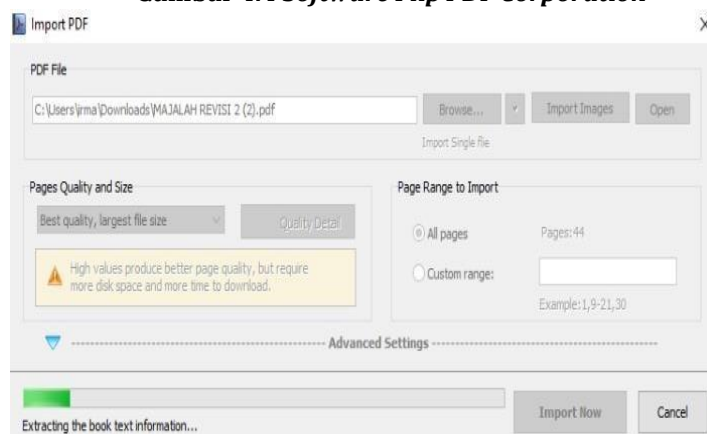 Import PDF
PDF File
C:\Users\irma\Downloads\MAJALAH REVISI 2 (2).pdf
Browse...
Import Images
Open
Import Single file
Pages Quality and Size
Best quality, largest file size
Quality Detail
High values produce better page quality, but require
more disk space and more time to download.
Page Range to Import
All pages
Pages:44
Custom range:
Example:1,9-21,30
Advanced Settings
Extracting the book text information...
Import Now
Cancel